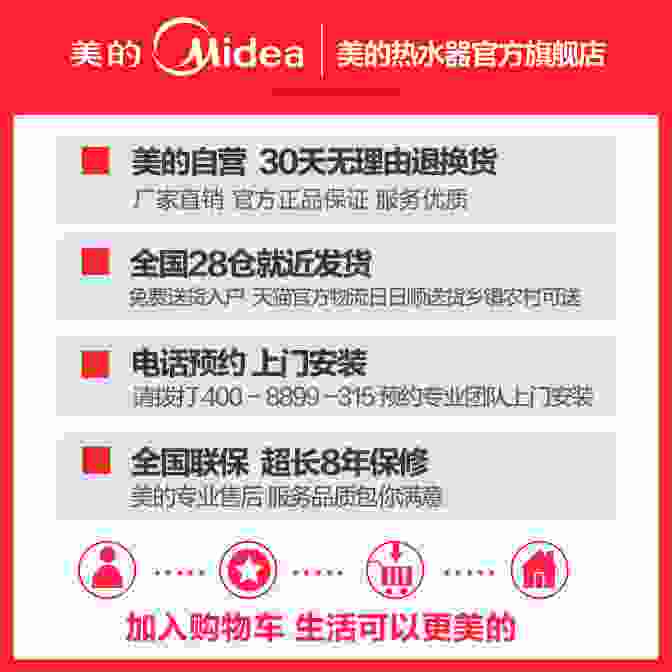 美的 Midea 美的热水器官方旗舰店
美的自营 30天无理由退换货
厂家直销 官方正品保证 服务优质
全国28仓就近发货
免费送货入户 天猫官方物流日日顺送货乡镇农村可送
电话预约 上门安装
请拨打400-8899-315预约专业团队上门安装
全国联保 超长8年保修
美的专业售后 服务品质包你满意
加入购物车 生活可以更美的